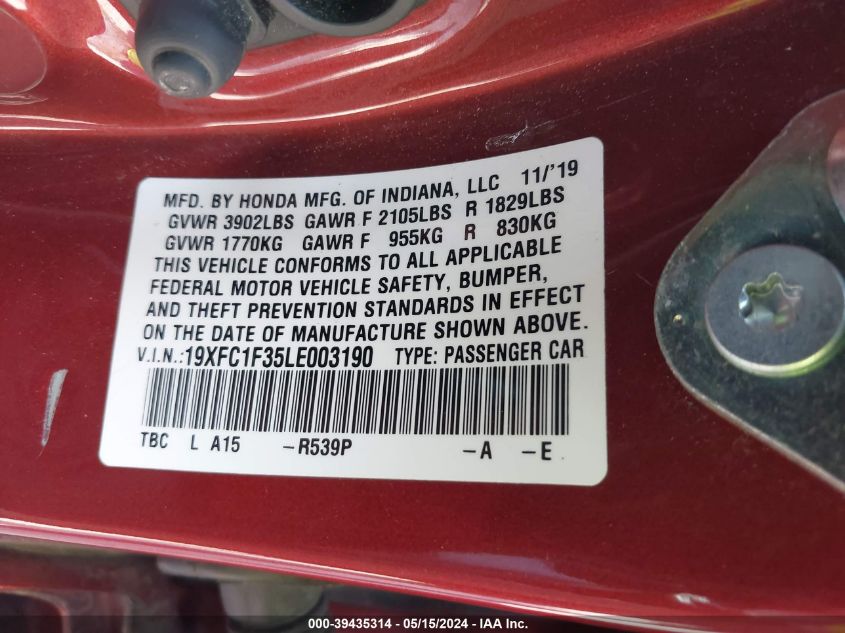 MFD. BY HONDA MFG. OF INDIANA, LLC 11/'19
GVWR 3902LBS GAWR F 2105LBS R 1829LBS
GVWR 1770KG GAWR F 955KG R 830KG
THIS VEHICLE CONFORMS TO ALL APPLICABLE
FEDERAL MOTOR VEHICLE SAFETY, BUMPER,
AND THEFT PREVENTION STANDARDS IN EFFECT
ON THE DATE OF MANUFACTURE SHOWN ABOVE.
V.I.N.:19XFC1F35LE003190 TYPE: PASSENGER CAR
TBC L A15 -R539P -A -E
000-39435314 - 05/15/2024 - IAA Inc.